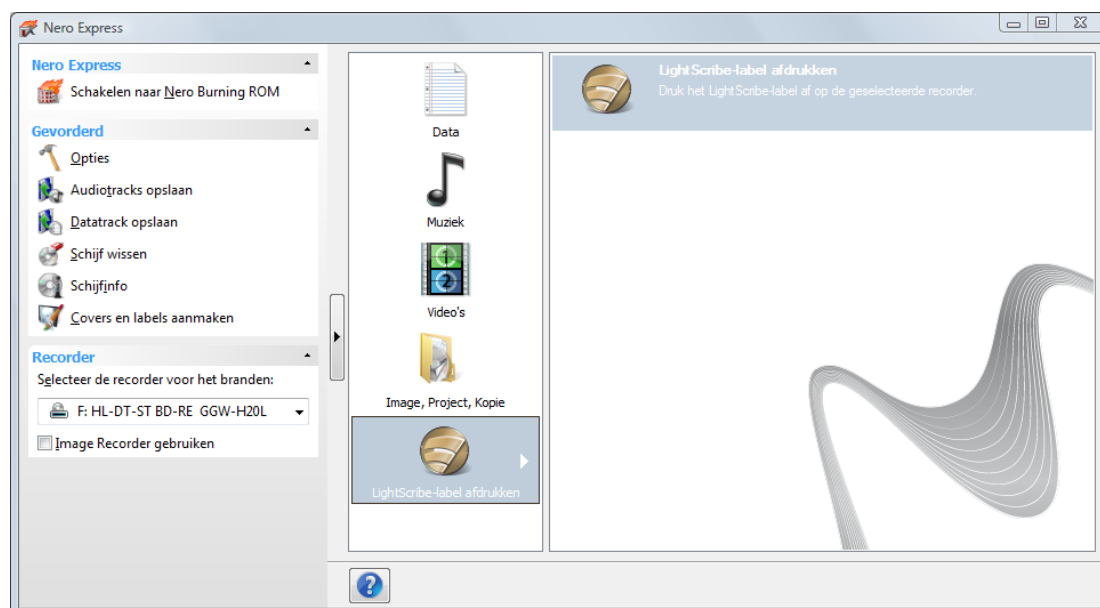 Nero Express
Nero Express
Schakelen naar Nero Burning ROM
Gevorderd
Opties
Audiotracks opslaan
Datatrack opslaan
Schijf wissen
Schijfinfo
Covers en labels aanmaken
Recorder
Selecteer de recorder voor het branden:
F: HL-DT-ST BD-RE GGW-H20L
Image Recorder gebruiken
Data
Muziek
1
2
Video's
Image, Project, Kopie
LightScribe-label afdrukken
LightScribe-label afdrukken
Druk het LightScribe-label af op de geselecteerde recorder.
?